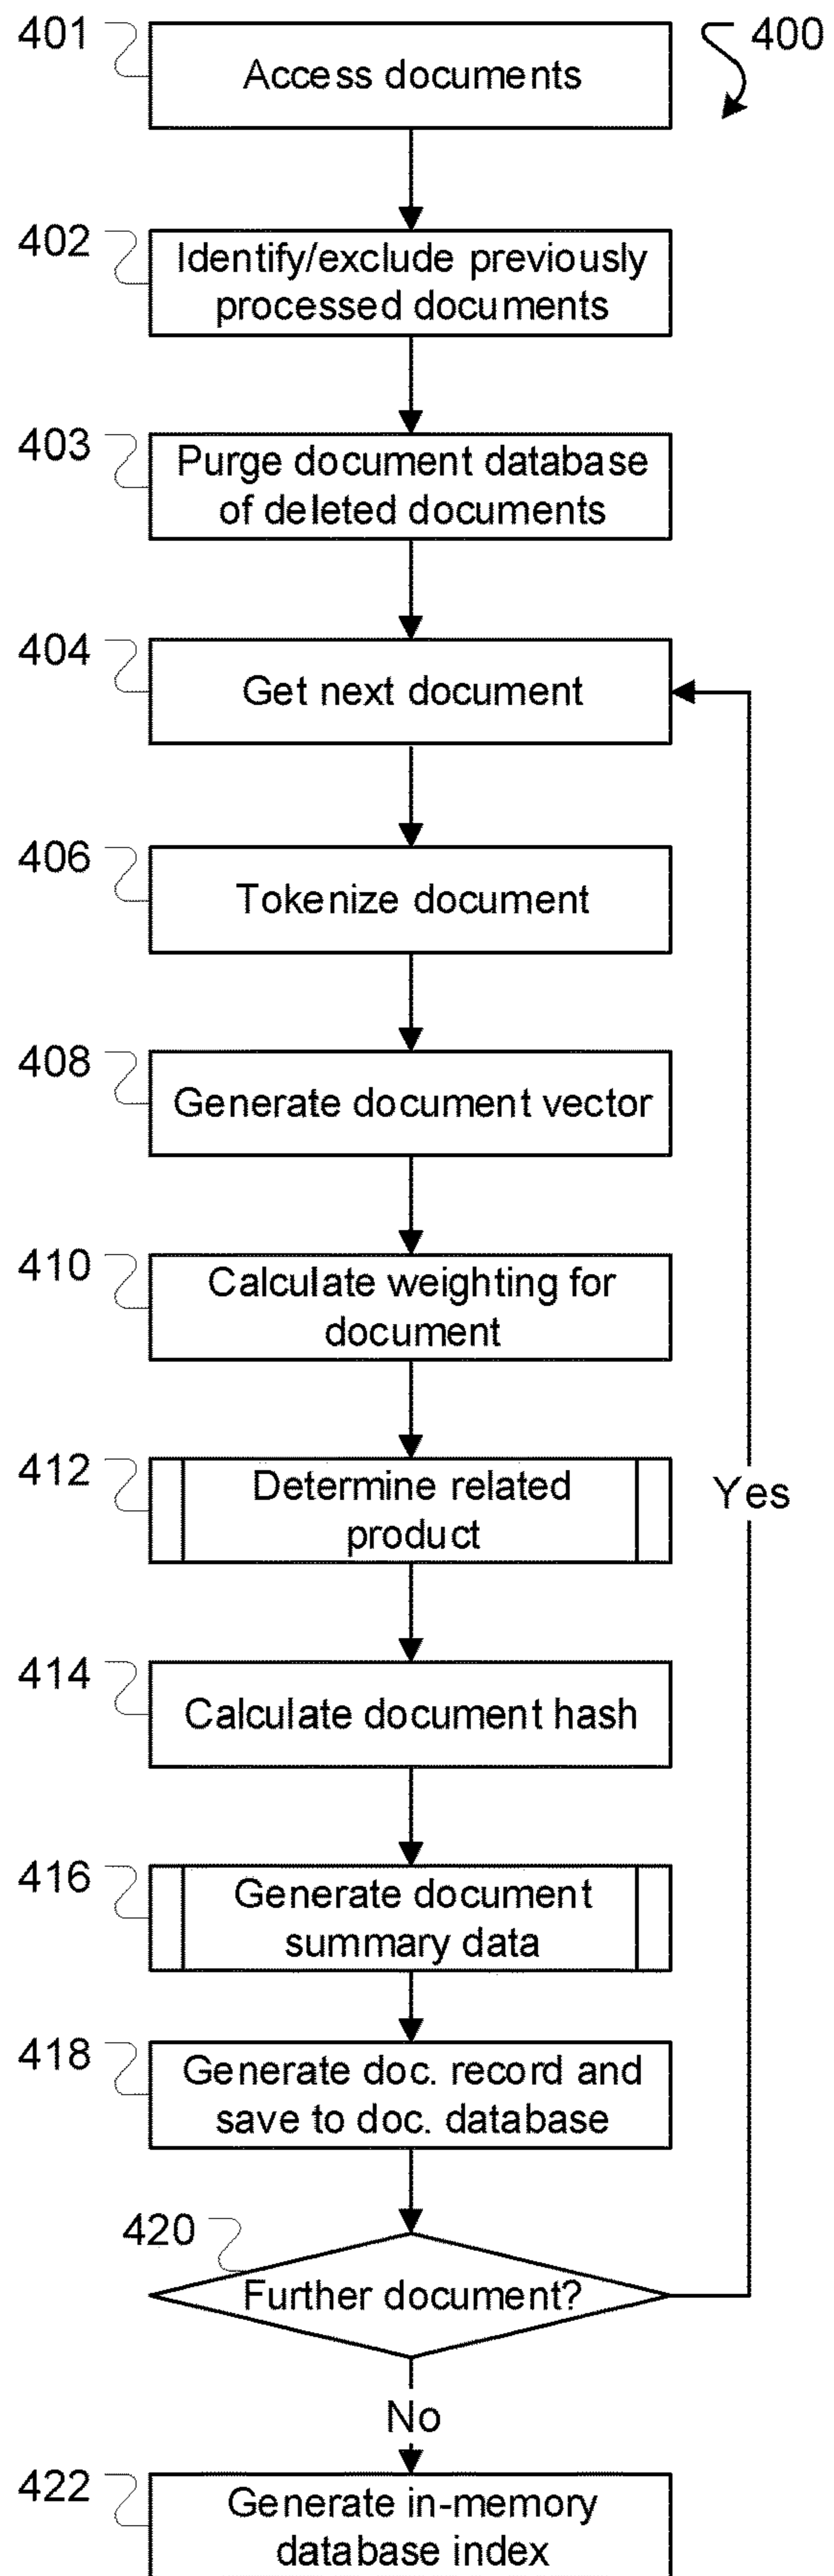 401
Access documents
400
402
Identify/exclude previously
processed documents
403
Purge document database
of deleted documents
404
Get next document
406
Tokenize document
408
Generate document vector
410
Calculate weighting for
document
412
Determine related
product
Yes
414
Calculate document hash
416
Generate document
summary data
418
Generate doc. record and
save to doc. database
420
Further document?
No
422
Generate in-memory
database index